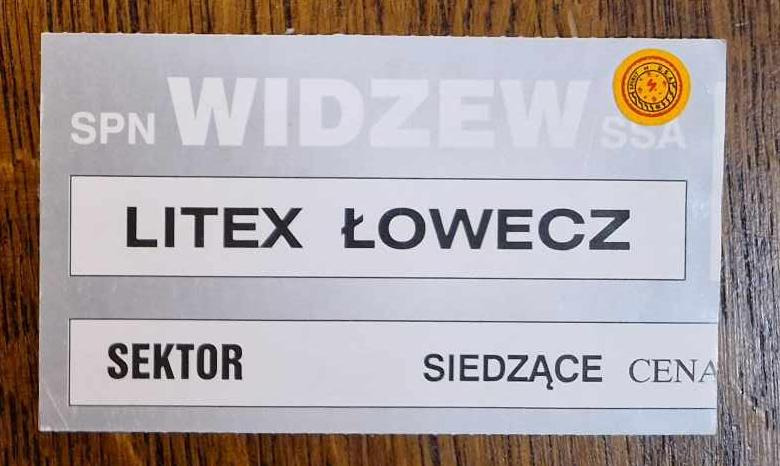 SPN WIDZEW SSA
LITEX ŁOWECZ
SEKTOR SIEDZĄCE CENA